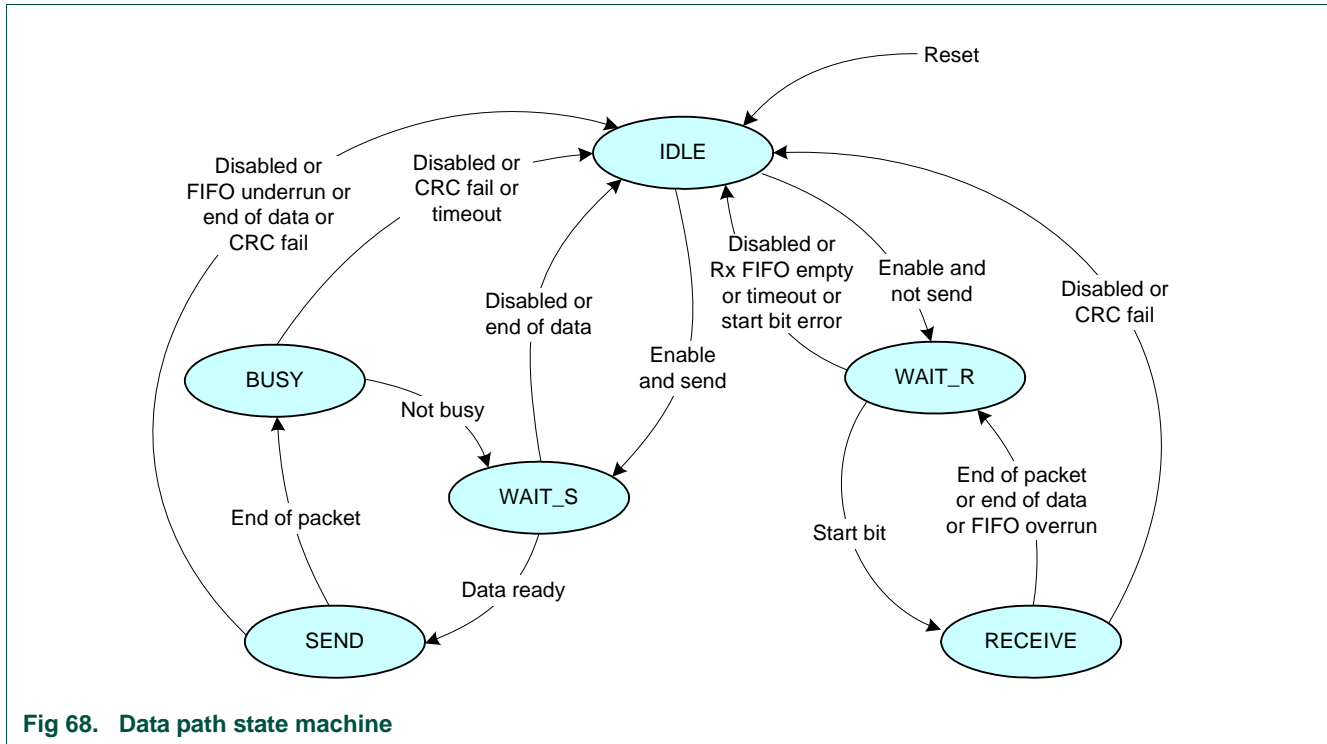 Reset
IDLE
Disabled or
FIFO underrun or
end of data or
CRC fail
Disabled or
CRC fail or
timeout
Disabled or
end of data
Enable
and send
Disabled or
Rx FIFO empty
or timeout or
start bit error
Enable and
not send
Disabled or
CRC fail
BUSY
Not busy
WAIT_S
WAIT_R
End of packet
Data ready
SEND
Start bit
End of packet
or end of data
or FIFO overrun
RECEIVE
Fig 68. Data path state machine